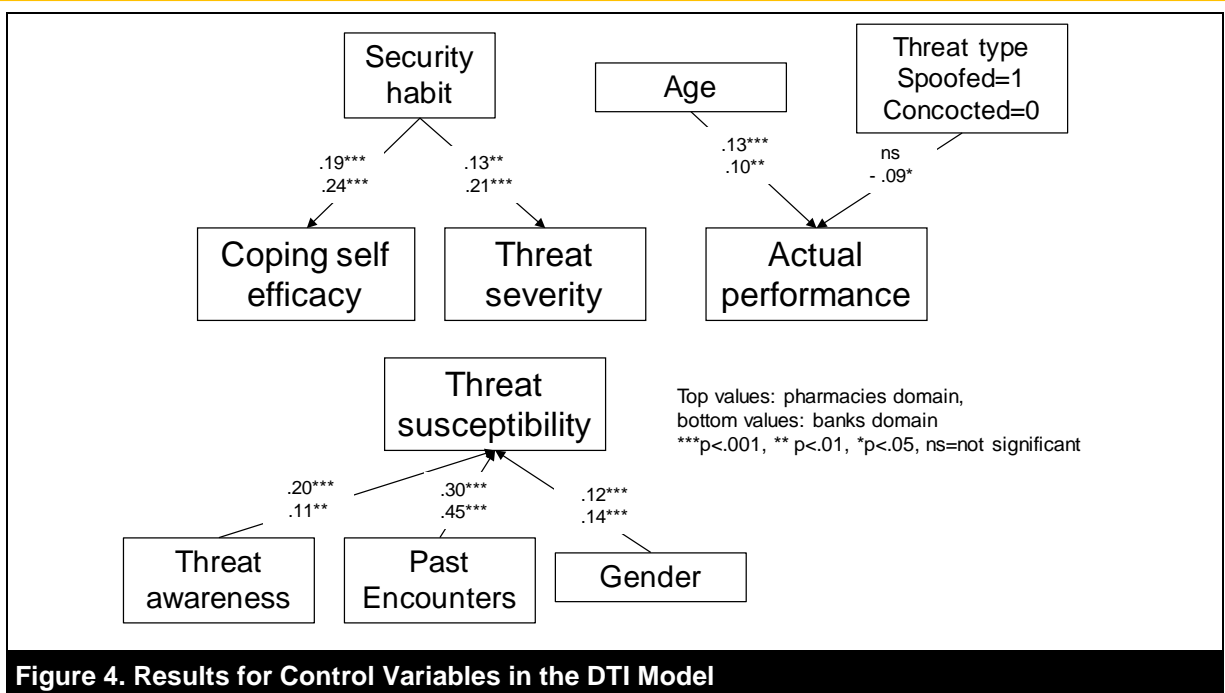 Security
habit
Age
Threat type
Spoofed=1
Concocted=0
.19***
.24***
.13**
.21***
.13***
.10**
ns
- .09*
Coping self
efficacy
Threat
severity
Actual
performance
Threat
susceptibility
Top values: pharmacies domain,
bottom values: banks domain
***p<.001, ** p<.01, *p<.05, ns=not significant
.20***
.11**
.30***
.45***
.12***
.14***
Threat
awareness
Past
Encounters
Gender
Figure 4. Results for Control Variables in the DTI Model